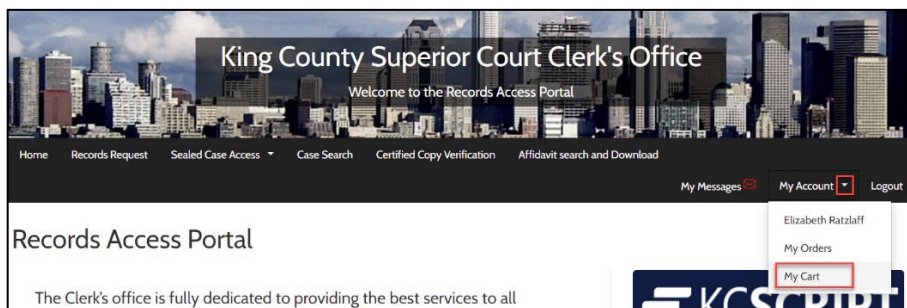 King County Superior Court Clerk's Office
Welcome to the Records Access Portal
Home Records Request Sealed Case Access Case Search Certified Copy Verification Affidavit search and Download
My Messages My Account Logout
Elizabeth Ratzlaff
My Orders
My Cart
Records Access Portal
The Clerk's office is fully dedicated to providing the best services to all
KCSCRIPT